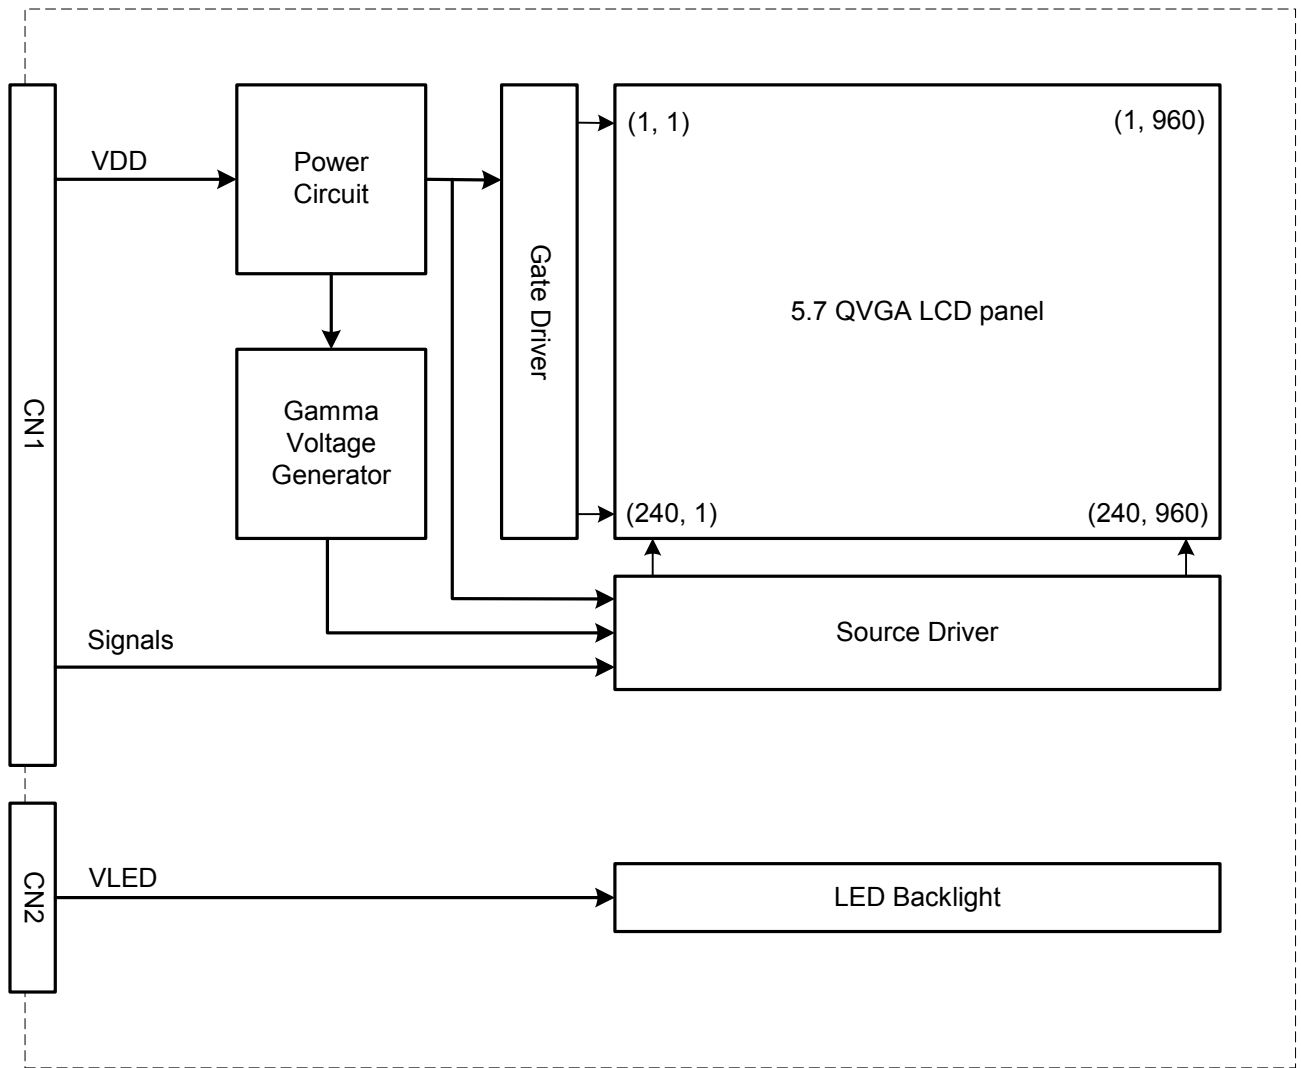 VDD
Power
Circuit
(1, 1)
(1, 960)
Gate Driver
5.7 QVGA LCD panel
CN1
Gamma
Voltage
Generator
(240, 1)
(240, 960)
Signals
Source Driver
CN2
VLED
LED Backlight